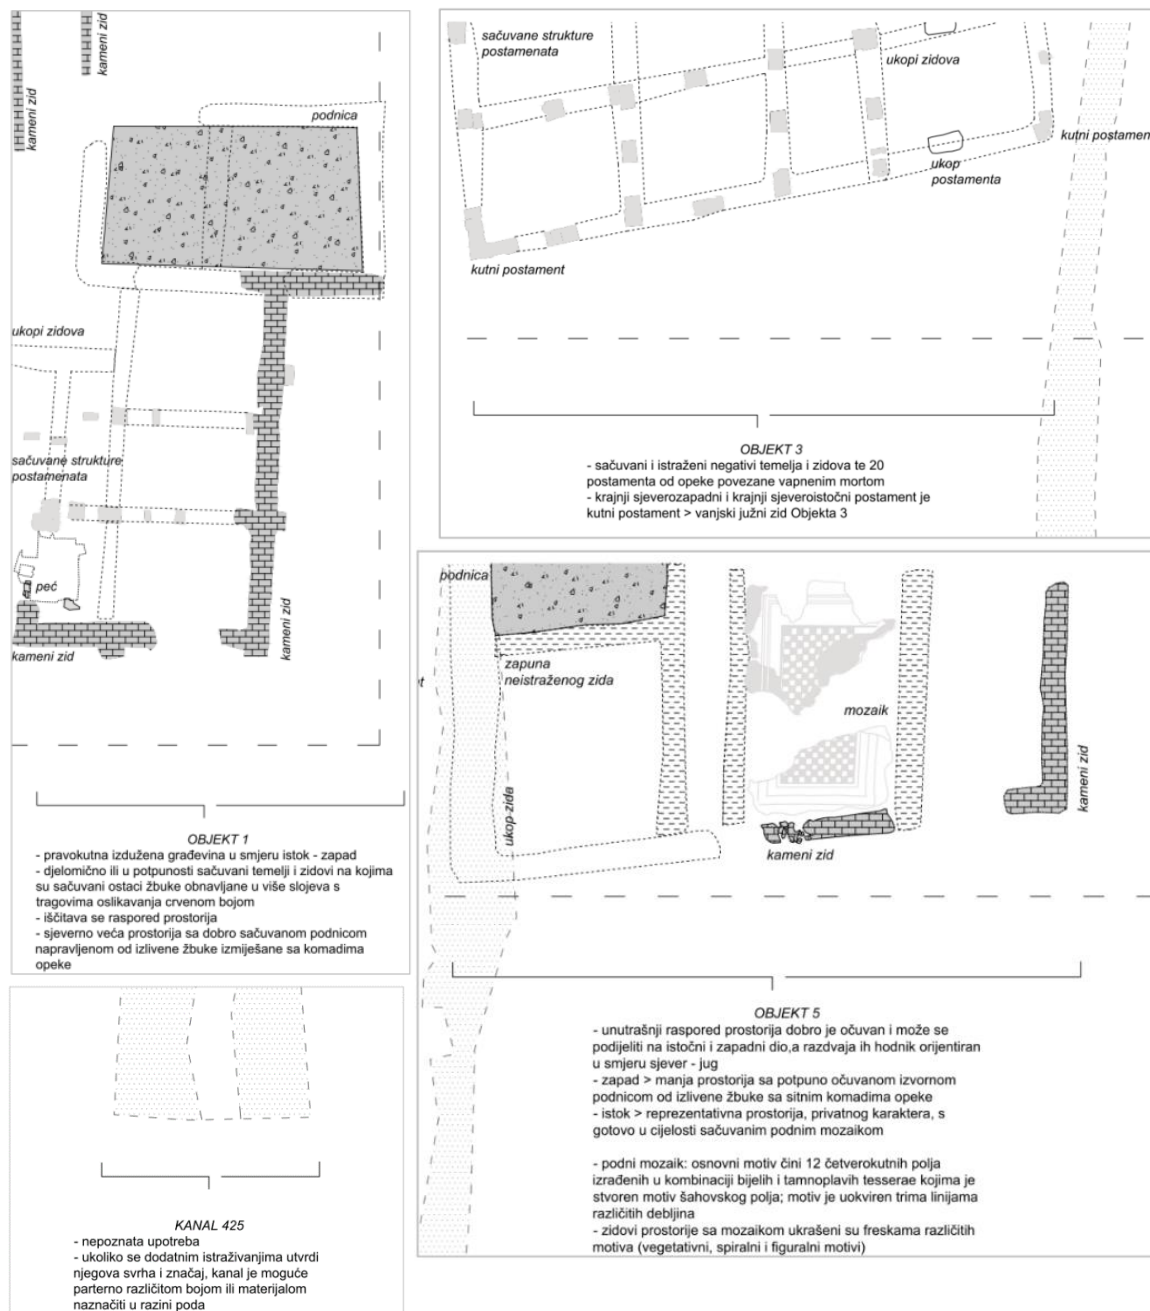 kameni zid
kameni zid
podnica
ukopi zidova
sačuvane strukture
postamenata
peć
kameni zid
kameni zid
OBJEKT 1
- pravokutna izdužena građevina u smjeru istok - zapad
- djelomično ili u potpunosti sačuvani temelji i zidovi na kojima
su sačuvani ostaci žbuke obnavljane u više slojeva s
tragovima oslikavanja crvenom bojom
- iščitava se raspored prostorija
- sjeverno veća prostorija sa dobro sačuvanom podnicom
napravljenom od izlivene žbuke izmiješane sa komadima
opeke
sačuvane strukture
postamenata
ukopi zidova
kutni postament
ukop
postamenta
kutni postament
OBJEKT 3
- sačuvani i istraženi negativi temelja i zidova te 20
postamenta od opeke povezane vapnenim mortom
- krajnji sjeverozapadni i krajnji sjeveroistočni postament je
kutni postament > vanjski južni zid Objekta 3
podnica
zapuna
neistraženog zida
ukop zida
mozaik
kameni zid
kameni zid
OBJEKT 5
- unutrašnji raspored prostorija dobro je očuvan i može se
podijeliti na istočni i zapadni dio,a razdvaja ih hodnik orijentiran
u smjeru sjever - jug
- zapad > manja prostorija sa potpuno očuvanom izvornom
podnicom od izlivene žbuke sa sitnim komadima opeke
- istok > reprezentativna prostorija, privatnog karaktera, s
gotovo u cijelosti sačuvanim podnim mozaikom
- podni mozaik: osnovni motiv čini 12 četverokutnih polja
izrađenih u kombinaciji bijelih i tamnoplavih tesserae kojima je
stvoren motiv šahovskog polja; motiv je uokviren trima linijama
različitih debljina
- zidovi prostorije sa mozaikom ukrašeni su freskama različitih
motiva (vegetativni, spiralni i figuralni motivi)
KANAL 425
- nepoznata upotreba
- ukoliko se dodatnim istraživanjima utvrdi
njegova svrha i značaj, kanal je moguće
parterno različitom bojom ili materijalom
naznačiti u razini poda